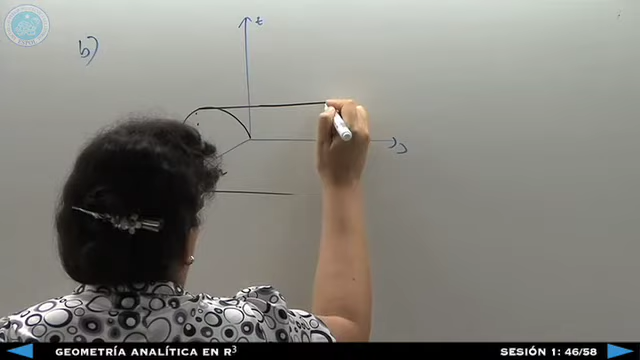 b)
z
y
GEOMETRÍA ANALÍTICA EN R³
SESIÓN 1: 46/58